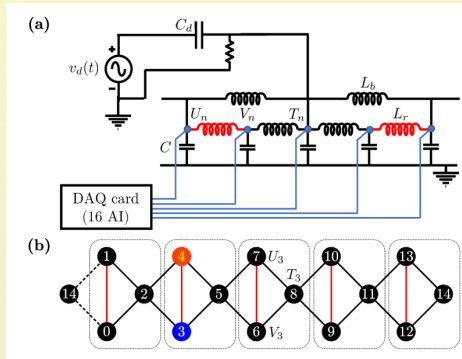 (a)
C_d
+
v_d(t)
-
L_b
U_n
V_n
T_n
L_r
C
DAQ card
(16 AI)
(b)
1
4
7
U_3
10
13
T_3
14
2
5
8
11
14
0
3
6
V_3
9
12